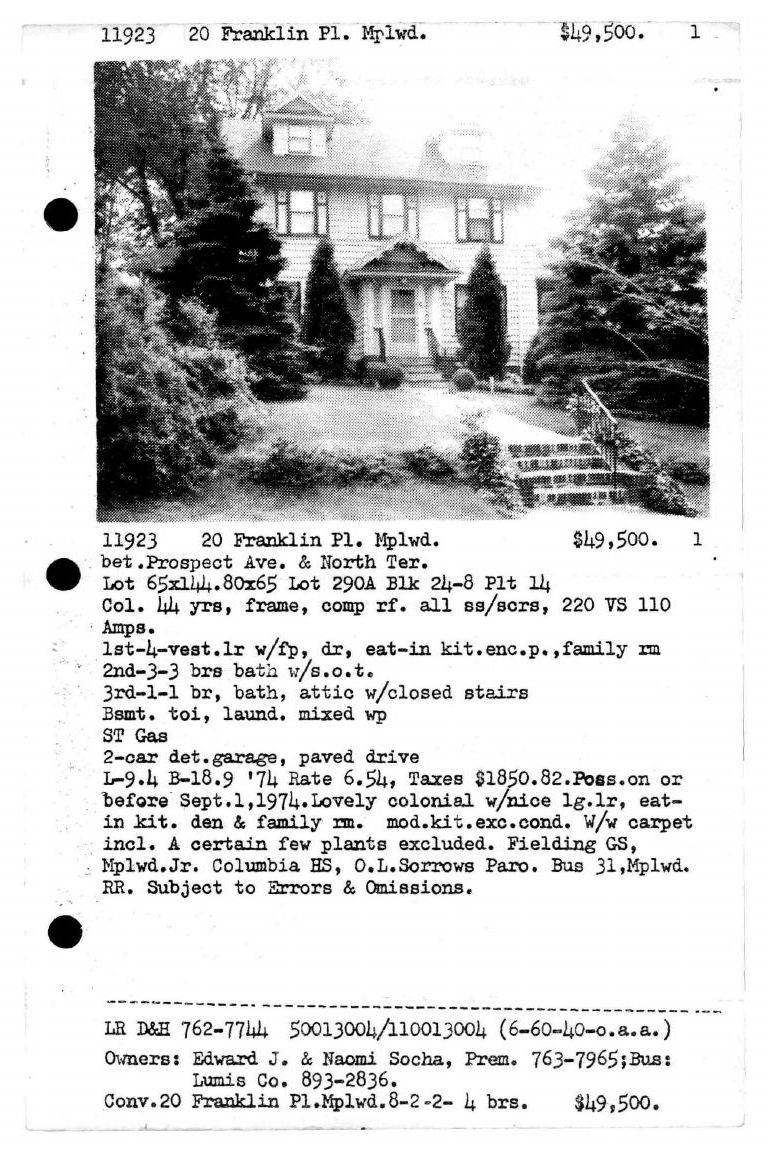 11923 20 Franklin Pl. Mplwd. $49,500. 1
11923 20 Franklin Pl. Mplwd. $49,500. 1
bet.Prospect Ave. & North Ter.
Lot 65x144.80x65 Lot 290A Blk 24-8 Plt 14
Col. 44 yrs, frame, comp rf. all ss/scrs, 220 VS 110
Amps.
1st-4-vest.lr w/fp, dr, eat-in kit.enc.p.,family rm
2nd-3-3 brs bath w/s.o.t.
3rd-1-1 br, bath, attic w/closed stairs
Bsmt. toi, laund. mixed wp
ST Gas
2-car det.garage, paved drive
L-9.4 B-18.9 '74 Rate 6.54, Taxes $1850.82.Poss.on or
before Sept.1,1974.Lovely colonial w/nice lg.lr, eat-
in kit. den & family rm. mod.kit.exc.cond. W/w carpet
incl. A certain few plants excluded. Fielding GS,
Mplwd.Jr. Columbia HS, O.L.Sorrows Paro. Bus 31,Mplwd.
RR. Subject to Errors & Omissions.
LR D&H 762-7744 50013004/110013004 (6-60-40-o.a.a.)
Owners: Edward J. & Naomi Socha, Prem. 763-7965;Bus:
Lumis Co. 893-2836.
Conv.20 Franklin Pl.Mplwd.8-2-2- 4 brs. $49,500.